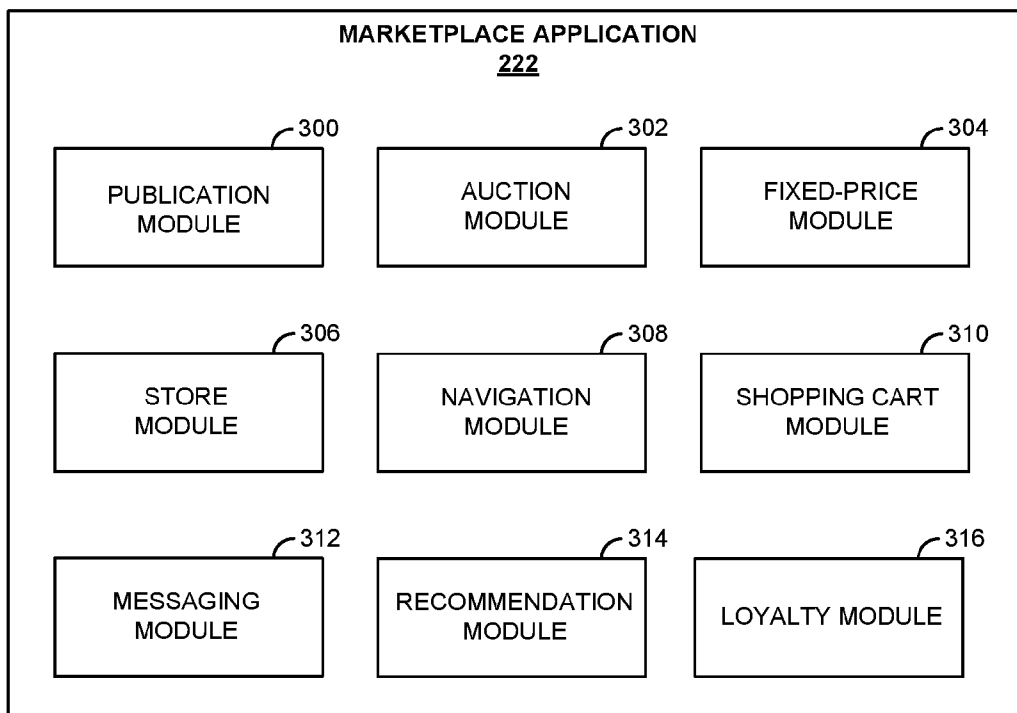 MARKETPLACE APPLICATION
222
300
302
304
PUBLICATION
MODULE
AUCTION
MODULE
FIXED-PRICE
MODULE
306
308
310
STORE
MODULE
NAVIGATION
MODULE
SHOPPING CART
MODULE
312
314
316
MESSAGING
MODULE
RECOMMENDATION
MODULE
LOYALTY MODULE